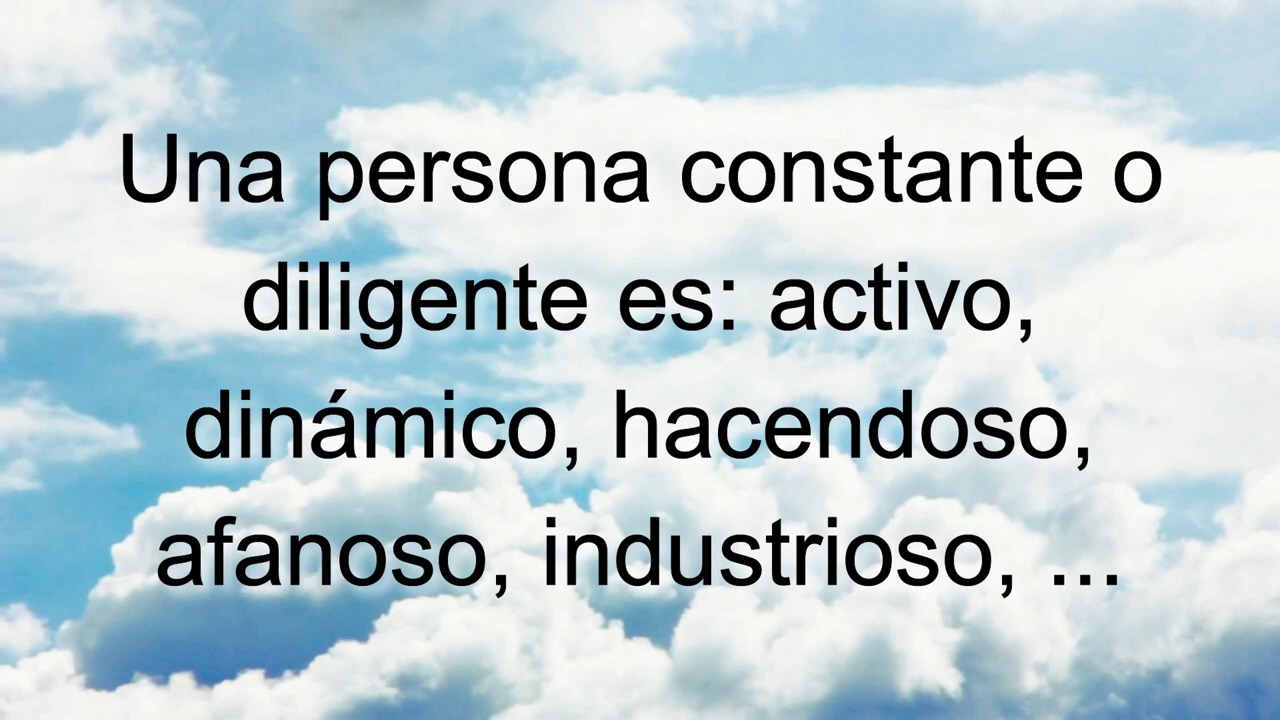 Una persona constante o
diligente es: activo,
dinámico, hacendoso,
afanoso, industrioso, ...